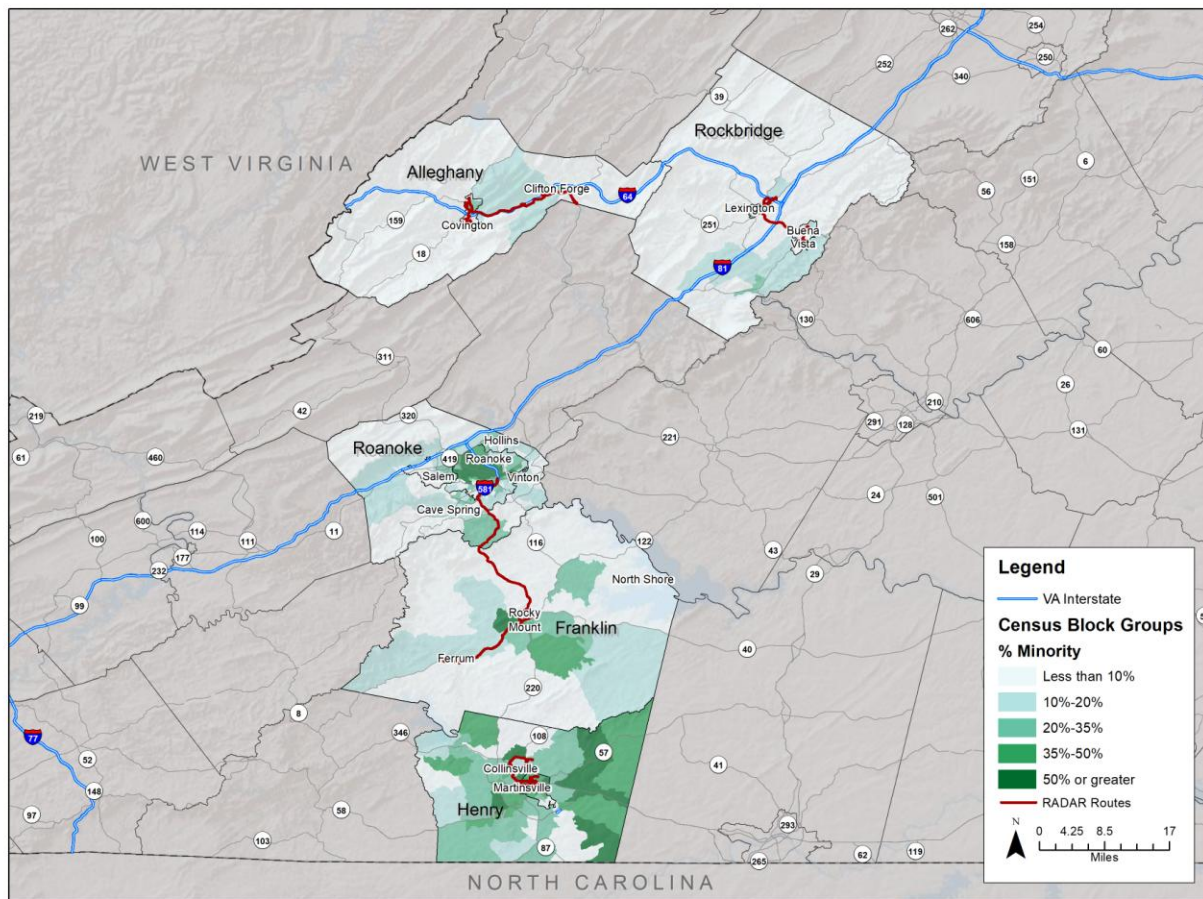 262
254
250
340
252
39
Rockbridge
WEST VIRGINIA
Alleghany
6
151
56
Clifton Forge
64
Lexington
251
Buena
Vista
159
Covington
18
158
81
130
606
60
311
26
219
42
320
210
291
128
131
221
61
460
Roanoke
Hollins
419
Roanoke
Salem
Vinton
581
24
501
Cave Spring
600
100
114
111
11
177
232
116
122
43
29
99
North Shore
Rocky
Mount
Franklin
Ferrum
40
220
8
346
108
57
77
52
Collinsville
Martinsville
41
148
Henry
58
97
103
87
293
265
62
119
NORTH CAROLINA
Legend
VA Interstate
Census Block Groups
% Minority
Less than 10%
10%-20%
20%-35%
35%-50%
50% or greater
RADAR Routes
N
0 4.25 8.5 17
Miles